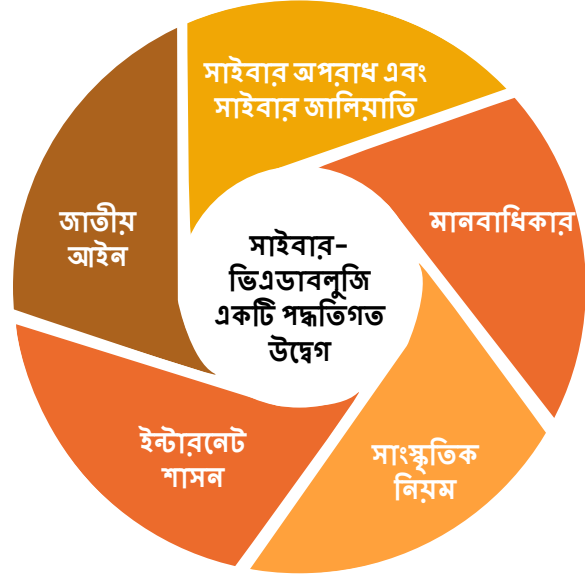 সাইবার অপরাধ এবং
সাইবার জালিয়াতি
মানবাধিকার
সাংস্কৃতিক
নিয়ম
ইন্টারনেট
শাসন
জাতীয়
আইন
সাইবার-
ভিএডাবলুজি
একটি পদ্ধতিগত
উদ্বেগ